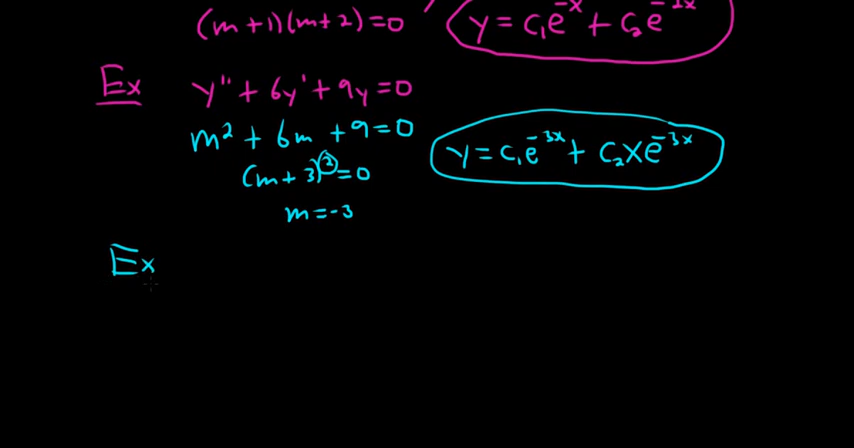 (m+1)(m+2)=0 y = c₁e⁻ˣ + c₂e⁻²ˣ
Ex y'' + 6y' + 9y = 0
m² + 6m + 9 = 0 y = c₁e⁻³ˣ + c₂xe⁻³ˣ
(m + 3)² = 0
m = -3
Ex